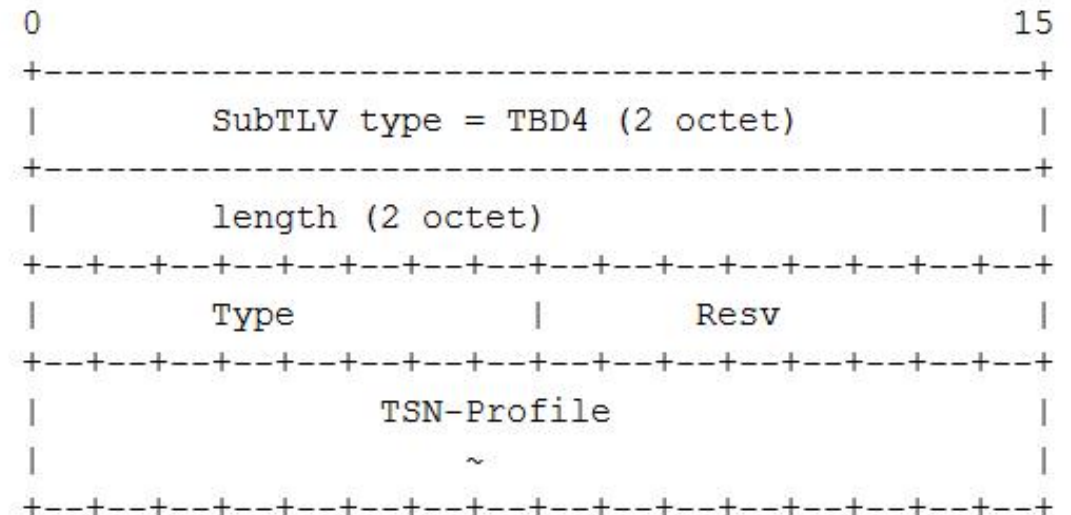 0                                              15
+-----------------------------------------------+
|        SubTLV type = TBD4 (2 octet)           |
+-----------------------------------------------+
|        length (2 octet)                       |
+--+--+--+--+--+--+--+--+--+--+--+--+--+--+--+--+
|        Type           |       Resv            |
+--+--+--+--+--+--+--+--+--+--+--+--+--+--+--+--+
|                TSN-Profile                    |
|                    ~                          |
+--+--+--+--+--+--+--+--+--+--+--+--+--+--+--+--+